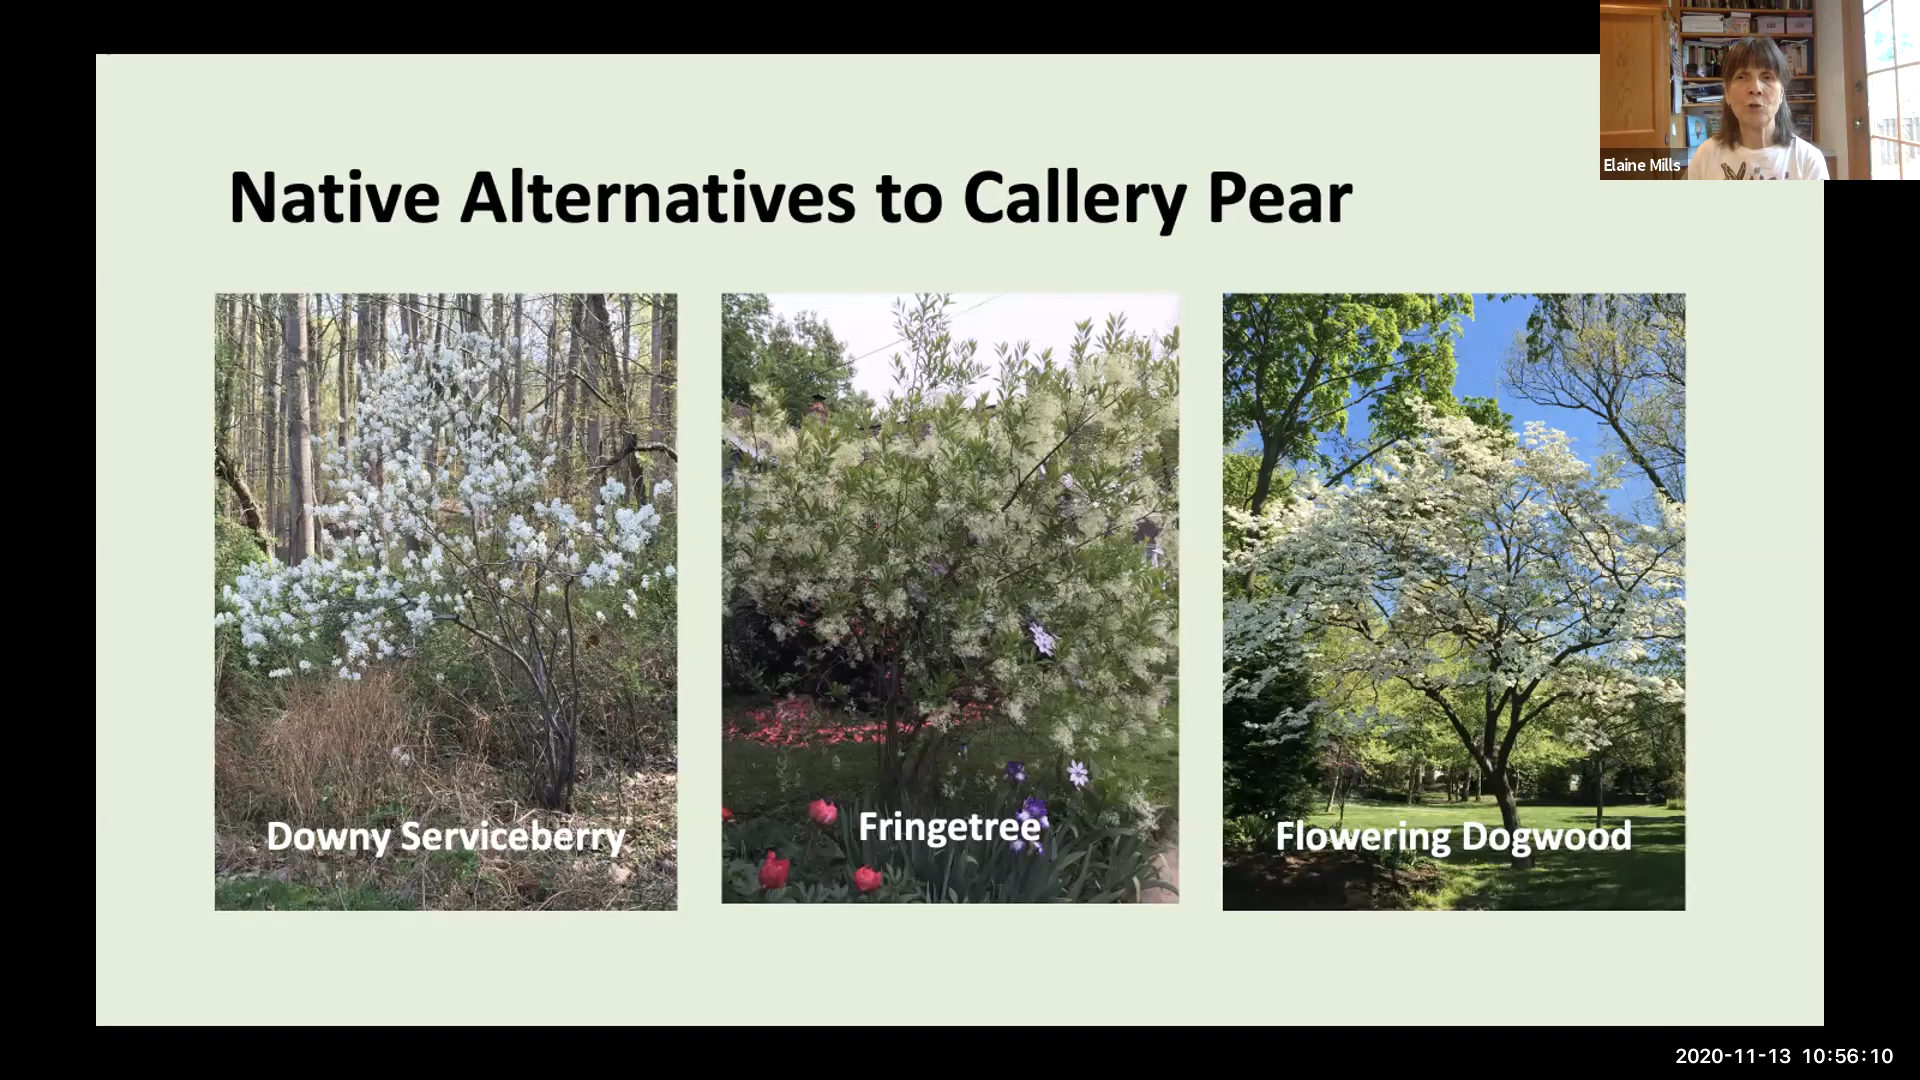 Elaine Mills
Native Alternatives to Callery Pear
Downy Serviceberry
Fringetree
Flowering Dogwood
2020-11-13 10:56:10